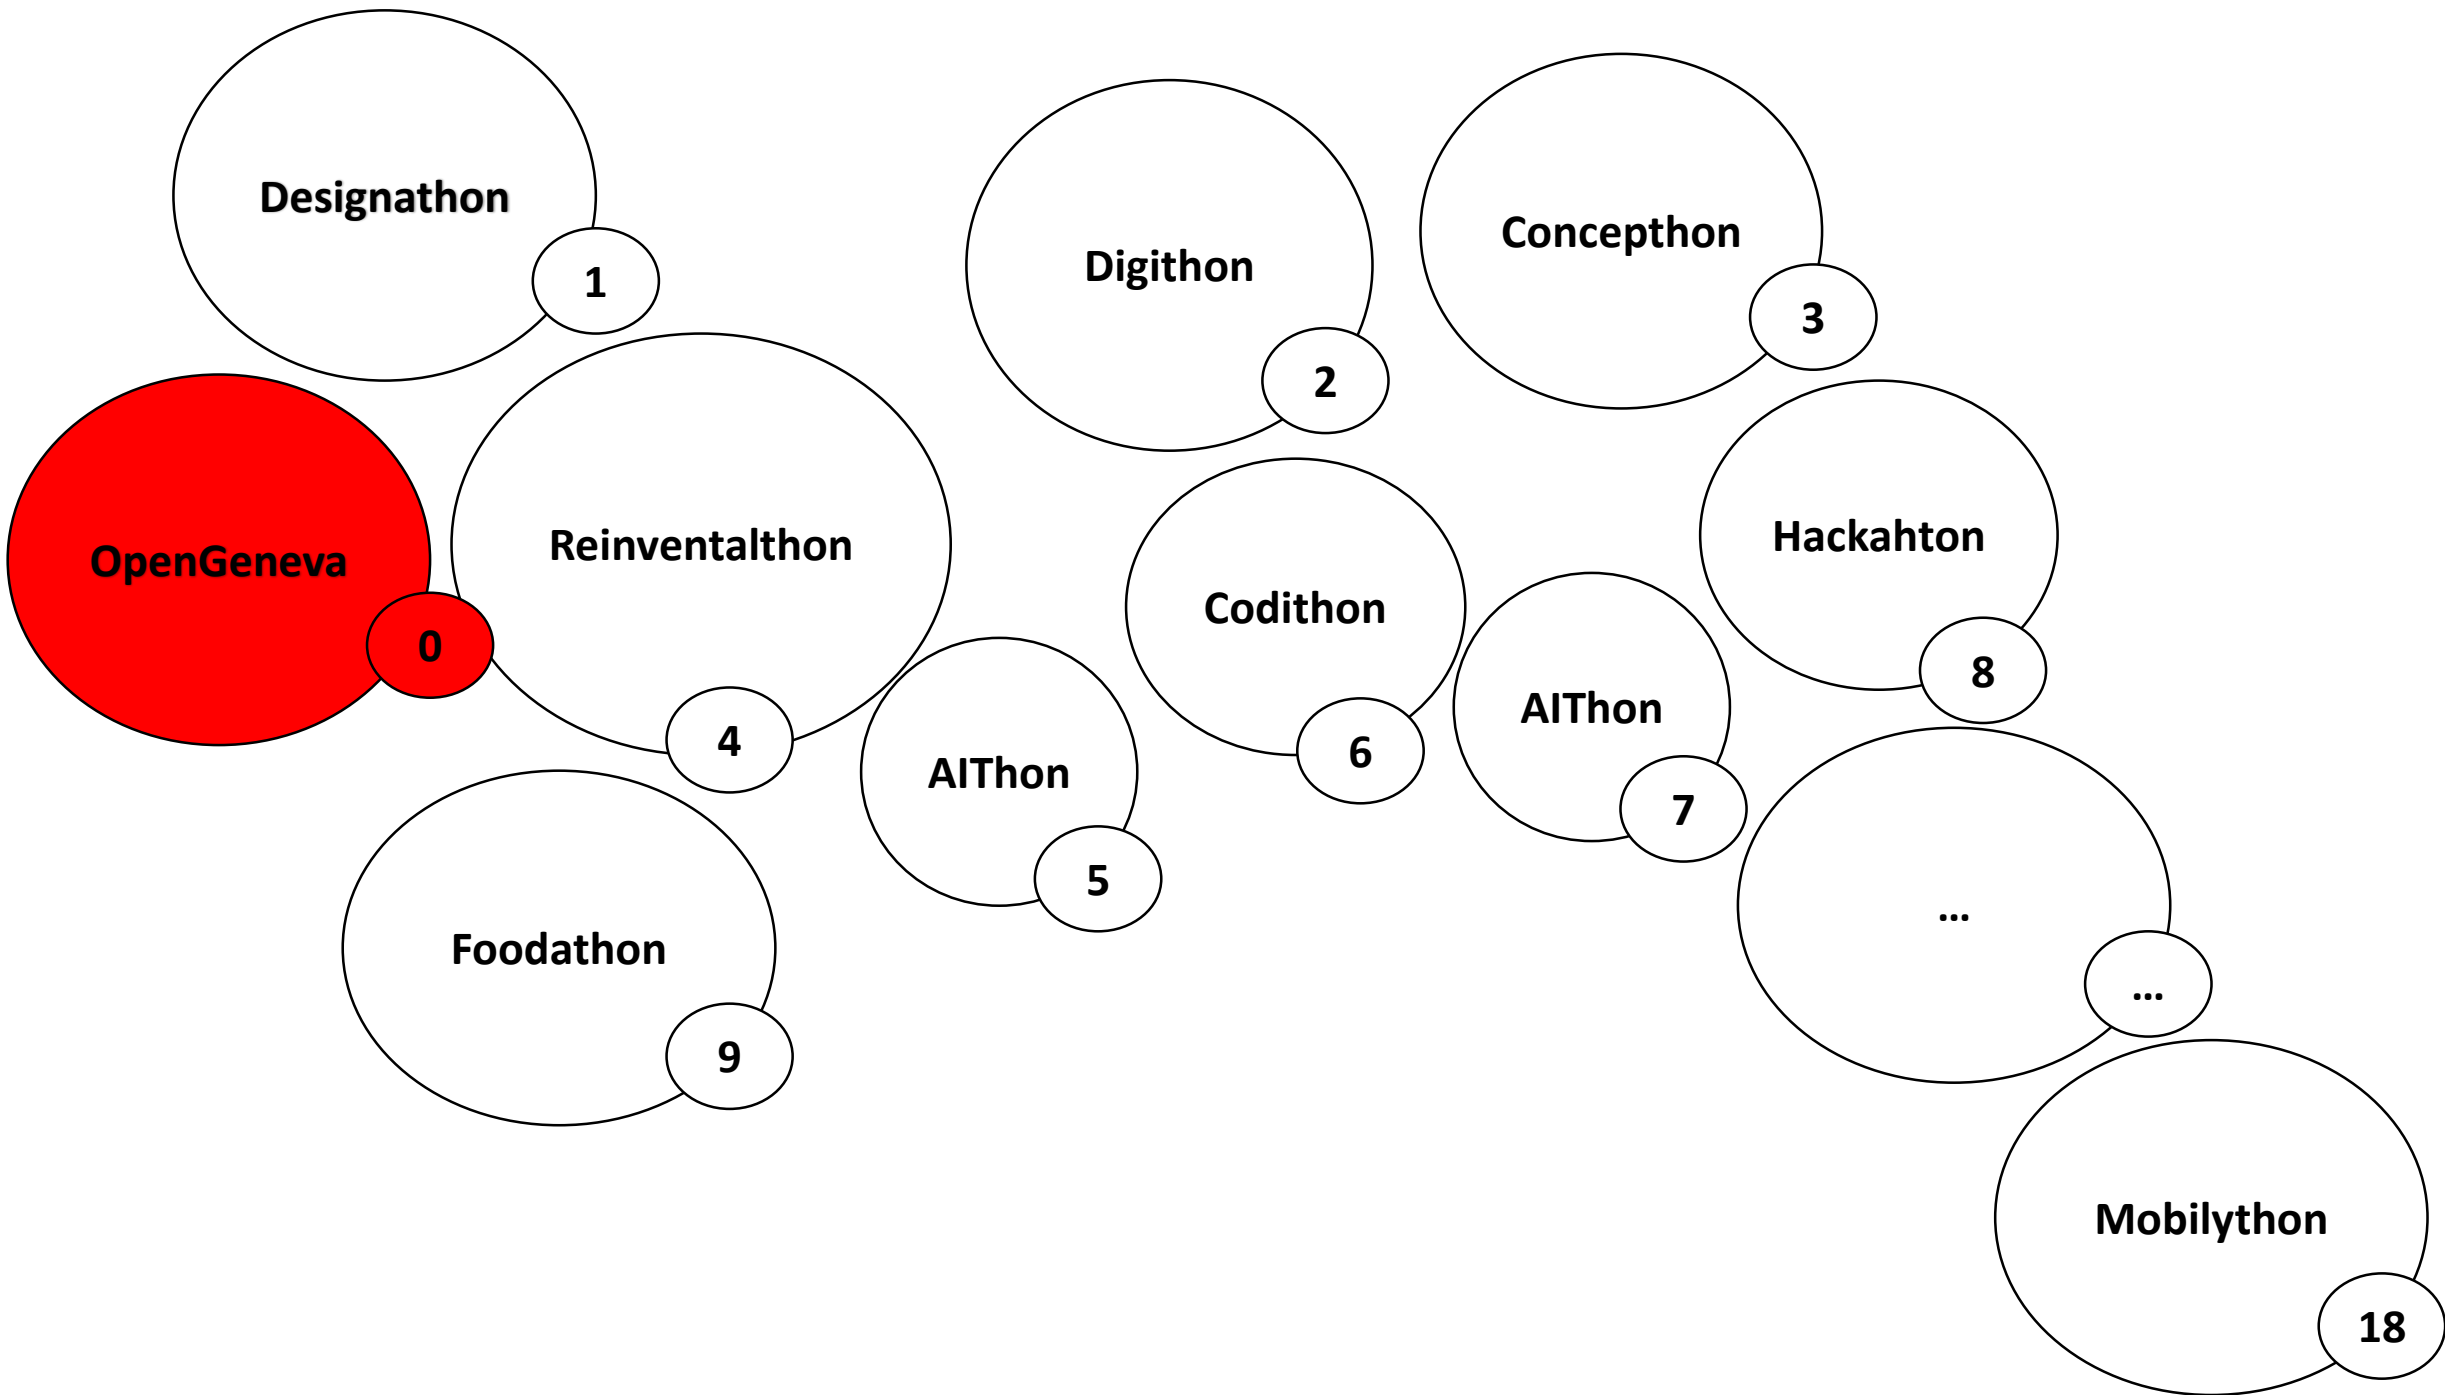 Designathon
1
Digithon
2
Concepthon
3
OpenGeneva
0
Reinventalthon
4
AIThon
5
Codithon
6
AIThon
7
Hackahton
8
Foodathon
9
...
...
Mobilython
18